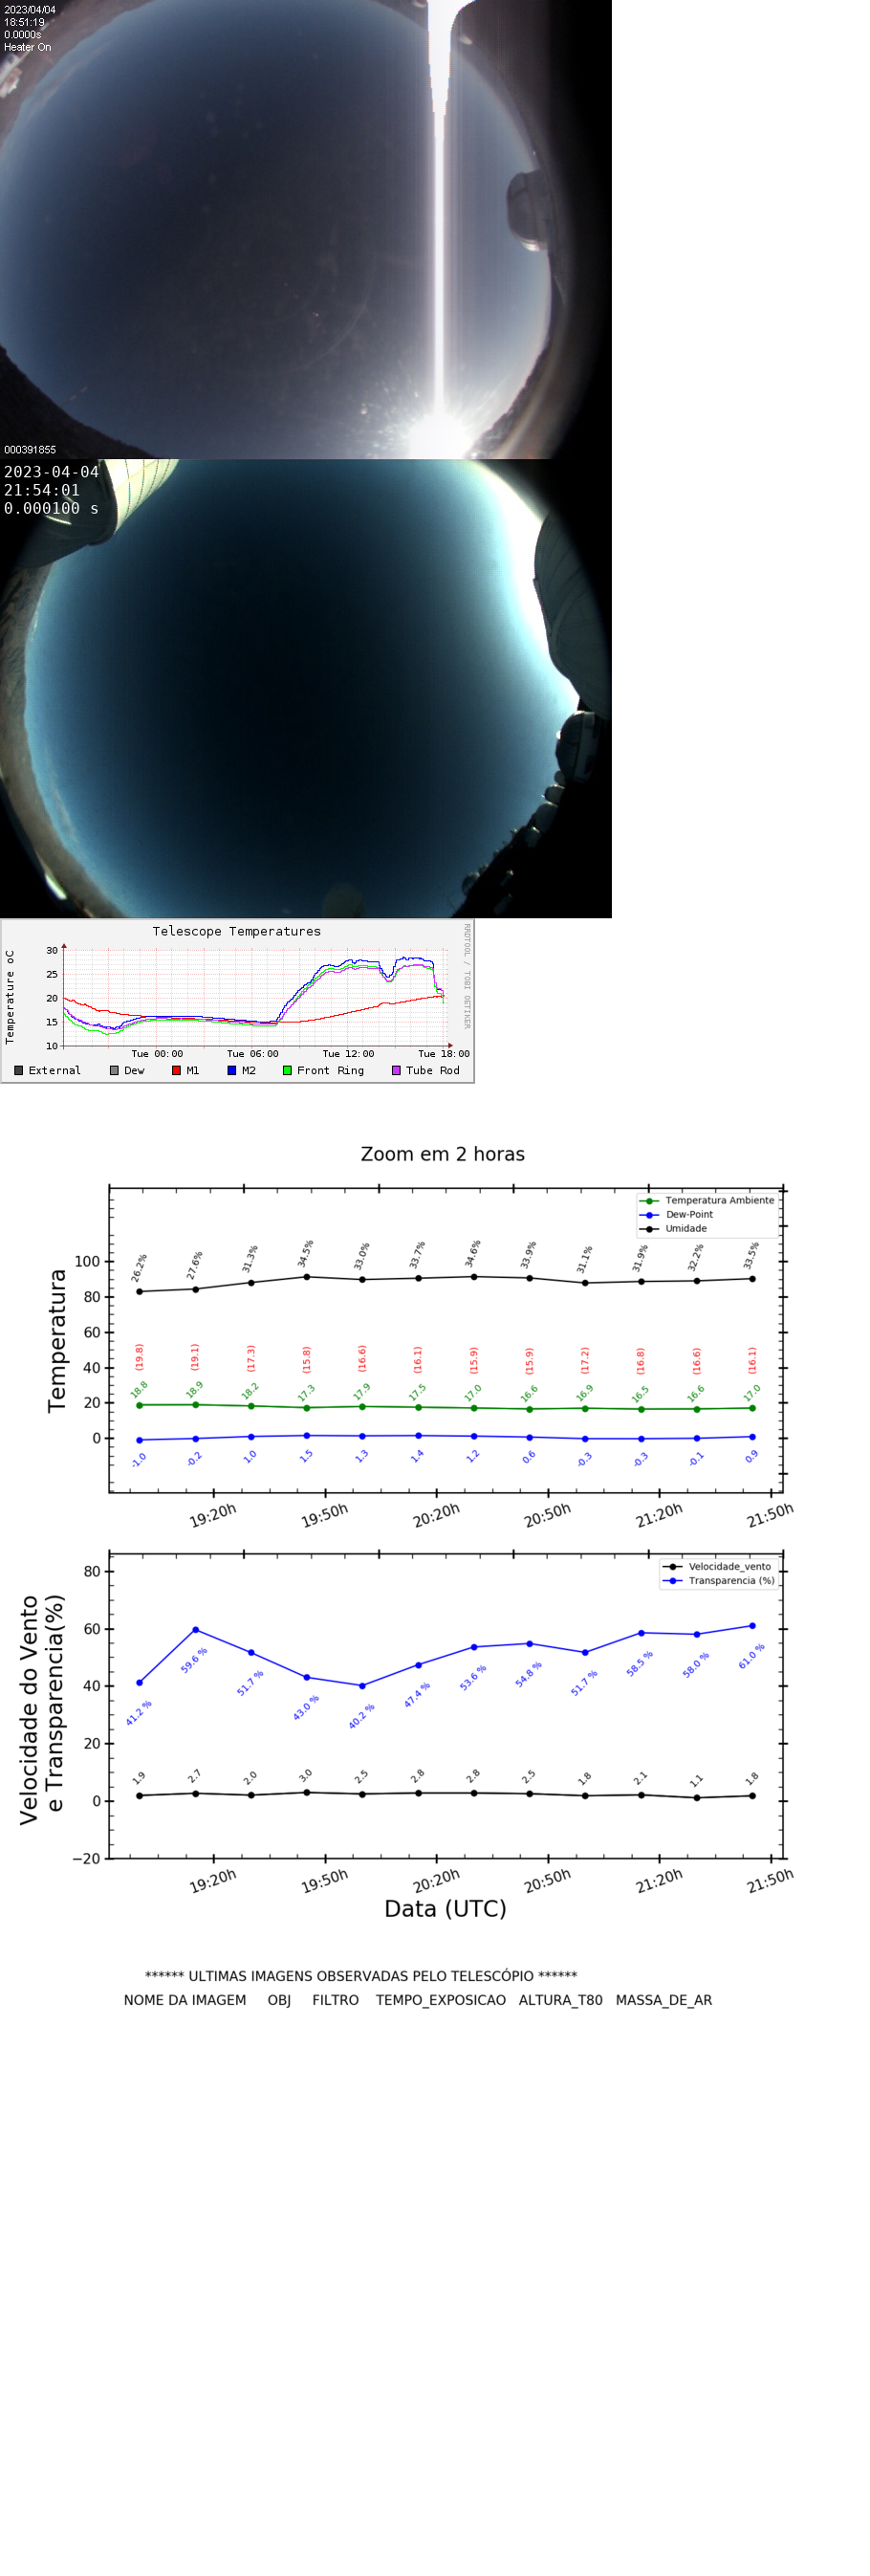 2023/04/04
18:51:19
0.0000s
Heater On
000391855
2023-04-04
21:54:01
0.000100 s
Telescope Temperatures
RRDTOOL / TOBI OETIKER
Temperature oC
30
25
20
15
10
Tue 00:00 Tue 06:00 Tue 12:00 Tue 18:00
External Dew M1 M2 Front Ring Tube Rod
Zoom em 2 horas
Temperatura Ambiente
Dew-Point
Umidade
Temperatura
100
80
60
40
20
0
26.2% 27.6% 31.3% 34.5% 33.0% 33.7% 34.6% 33.9% 31.1% 31.9% 32.2% 33.5%
(19.8) (19.1) (17.3) (15.8) (16.6) (16.1) (15.9) (15.9) (17.2) (16.8) (16.6) (16.1)
18.8 18.9 18.2 17.3 17.9 17.5 17.0 16.6 16.9 16.5 16.6 17.0
-1.0 -0.2 1.0 1.5 1.3 1.4 1.2 0.6 -0.3 -0.3 -0.1 0.9
19:20h 19:50h 20:20h 20:50h 21:20h 21:50h
Velocidade_vento
Transparencia (%)
Velocidade do Vento
e Transparencia(%)
80
60
40
20
0
−20
41.2 % 59.6 % 51.7 % 43.0 % 40.2 % 47.4 % 53.6 % 54.8 % 51.7 % 58.5 % 58.0 % 61.0 %
1.9 2.7 2.0 3.0 2.5 2.8 2.8 2.5 1.8 2.1 1.1 1.8
19:20h 19:50h 20:20h 20:50h 21:20h 21:50h
Data (UTC)
****** ULTIMAS IMAGENS OBSERVADAS PELO TELESCÓPIO ******
NOME DA IMAGEM OBJ FILTRO TEMPO_EXPOSICAO ALTURA_T80 MASSA_DE_AR